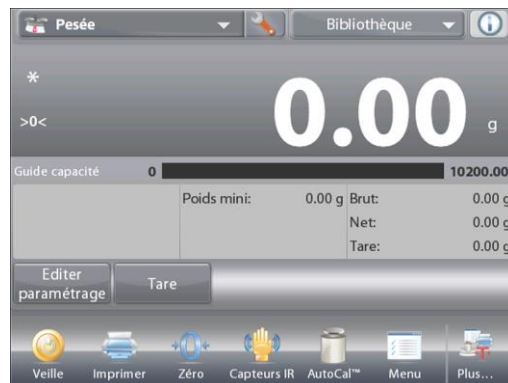 Pesée
Bibliothèque
*
>0<
0.00 g
Guide capacité 0 10200.00
Poids mini: 0.00 g Brut: 0.00 g
Net: 0.00 g
Tare: 0.00 g
Editer
paramétrage
Tare
Veille Imprimer Zéro Capteurs IR AutoCal™ Menu Plus...